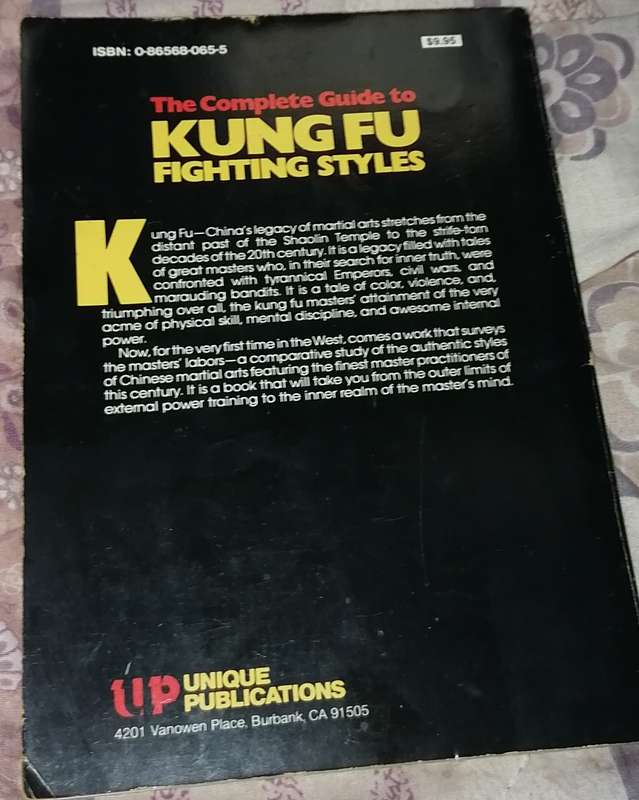 ISBN: 0-86568-065-5
$9.95
The Complete Guide to
KUNG FU
FIGHTING STYLES
Kung Fu—China's legacy of martial arts stretches from the
distant past of the Shaolin Temple to the strife-torn
decades of the 20th century. It is a legacy filled with tales
of great masters who, in their search for inner truth, were
confronted with tyrannical Emperors, civil wars, and
marauding bandits. It is a tale of color, violence, and,
triumphing over all, the kung fu masters' attainment of the very
acme of physical skill, mental discipline, and awesome internal
power.
Now, for the very first time in the West, comes a work that surveys
the masters' labors—a comparative study of the authentic styles
of Chinese martial arts featuring the finest master practitioners of
this century. It is a book that will take you from the outer limits of
external power training to the inner realm of the master's mind.
UP UNIQUE
PUBLICATIONS
4201 Vanowen Place, Burbank, CA 91505